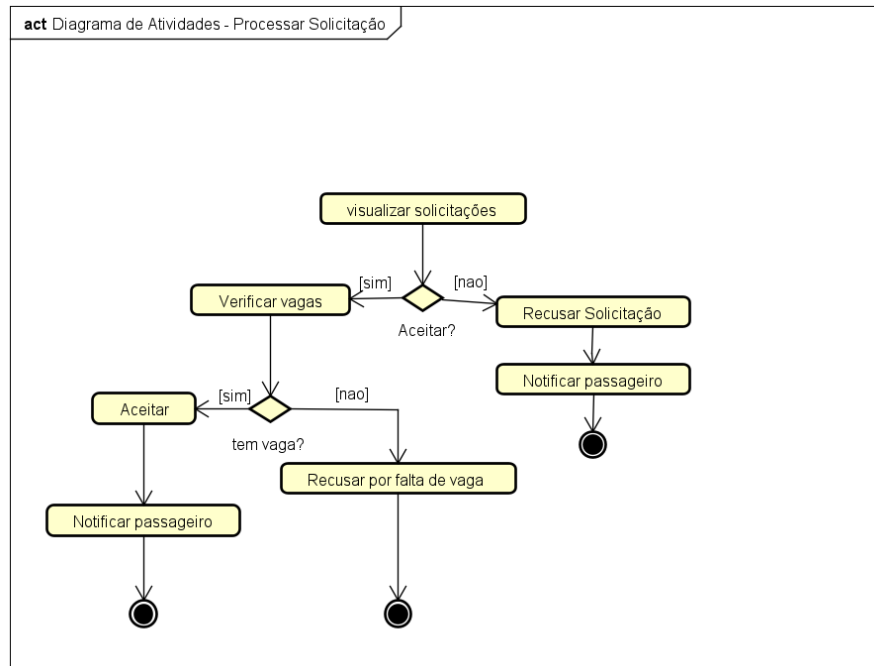 act Diagrama de Atividades - Processar Solicitação
visualizar solicitações
[sim]
[nao]
Verificar vagas
Recusar Solicitação
Aceitar?
Notificar passageiro
[sim]
[nao]
Aceitar
tem vaga?
Recusar por falta de vaga
Notificar passageiro